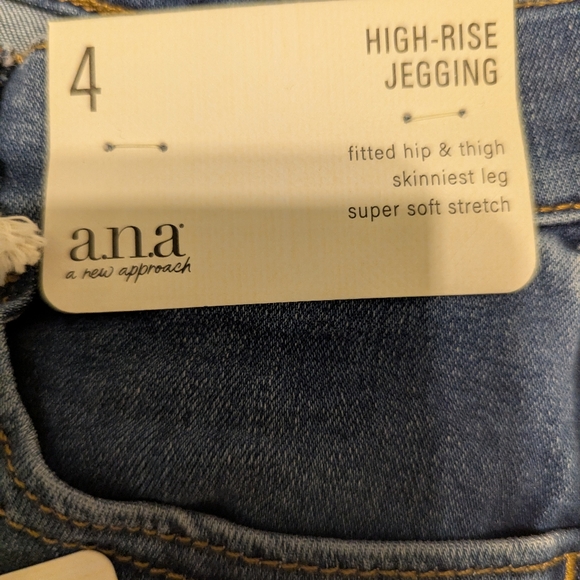 4
HIGH-RISE
JEGGING
fitted hip & thigh
skinniest leg
super soft stretch
a.n.a®
a new approach